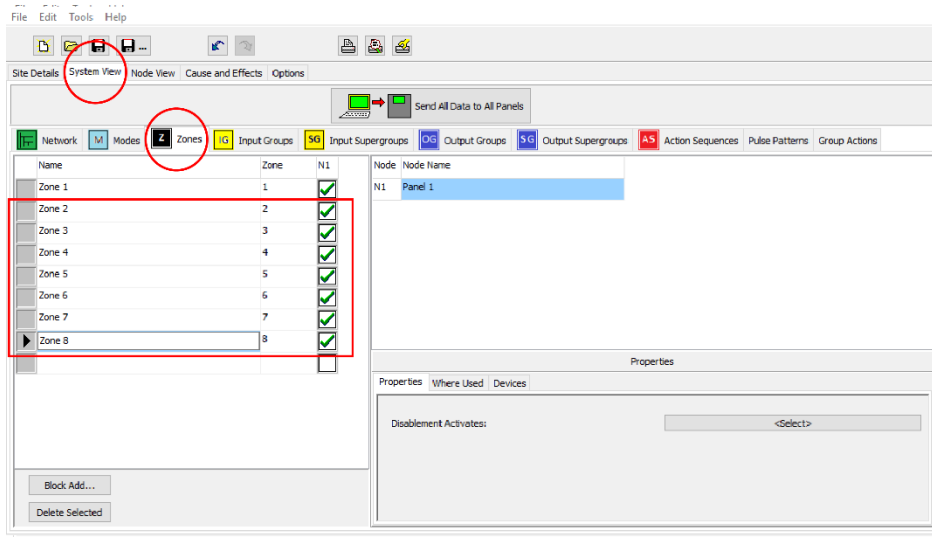 File Edit Tools Help
...
Site Details System View Node View Cause and Effects Options
Send All Data to All Panels
Network M Modes Z Zones IG Input Groups SG Input Supergroups OG Output Groups SG Output Supergroups AS Action Sequences Pulse Patterns Group Actions
Name Zone N1 Node Node Name
Zone 1 1 N1 Panel 1
Zone 2 2
Zone 3 3
Zone 4 4
Zone 5 5
Zone 6 6
Zone 7 7
Zone 8 8
Properties
Properties Where Used Devices
Disablement Activates: <Select>
Block Add...
Delete Selected